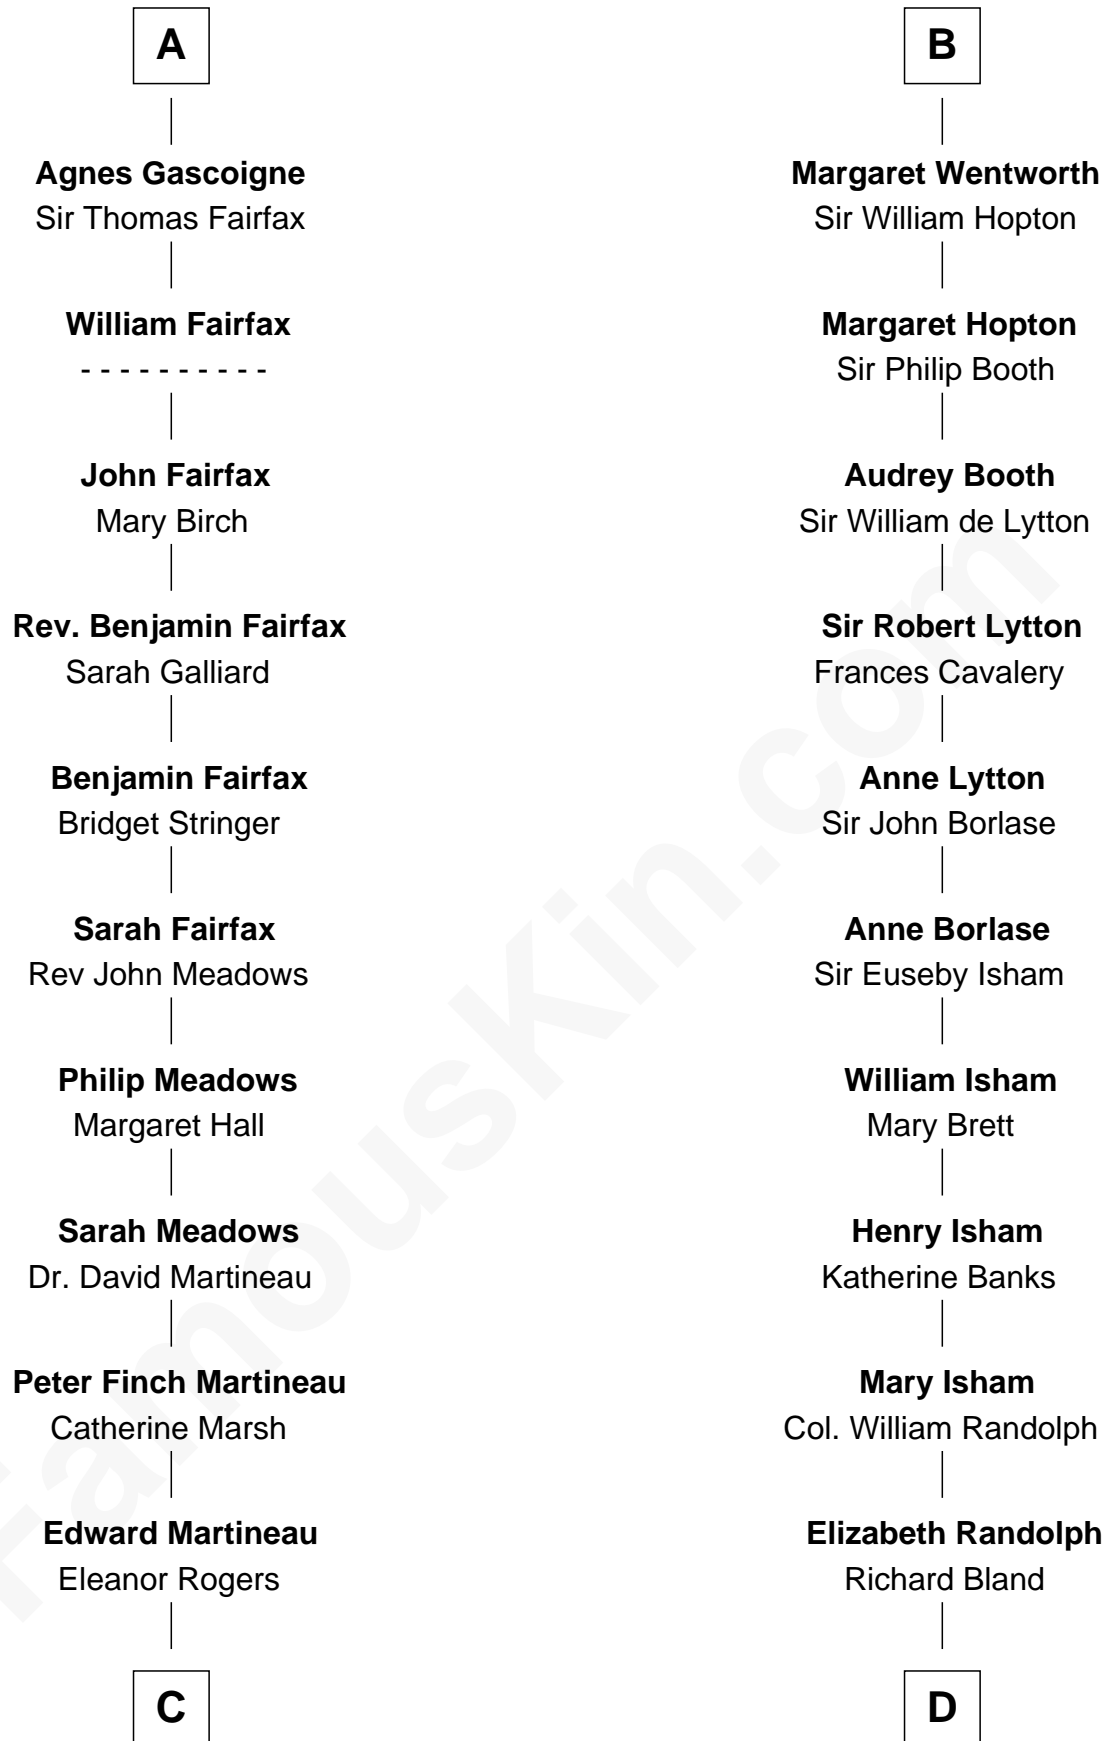 A
Agnes Gascoigne
Sir Thomas Fairfax
William Fairfax
- - - - - - - - - -
John Fairfax
Mary Birch
Rev. Benjamin Fairfax
Sarah Galliard
Benjamin Fairfax
Bridget Stringer
Sarah Fairfax
Rev John Meadows
Philip Meadows
Margaret Hall
Sarah Meadows
Dr. David Martineau
Peter Finch Martineau
Catherine Marsh
Edward Martineau
Eleanor Rogers
C
B
Margaret Wentworth
Sir William Hopton
Margaret Hopton
Sir Philip Booth
Audrey Booth
Sir William de Lytton
Sir Robert Lytton
Frances Cavalery
Anne Lytton
Sir John Borlase
Anne Borlase
Sir Euseby Isham
William Isham
Mary Brett
Henry Isham
Katherine Banks
Mary Isham
Col. William Randolph
Elizabeth Randolph
Richard Bland
D
FamousKin.com